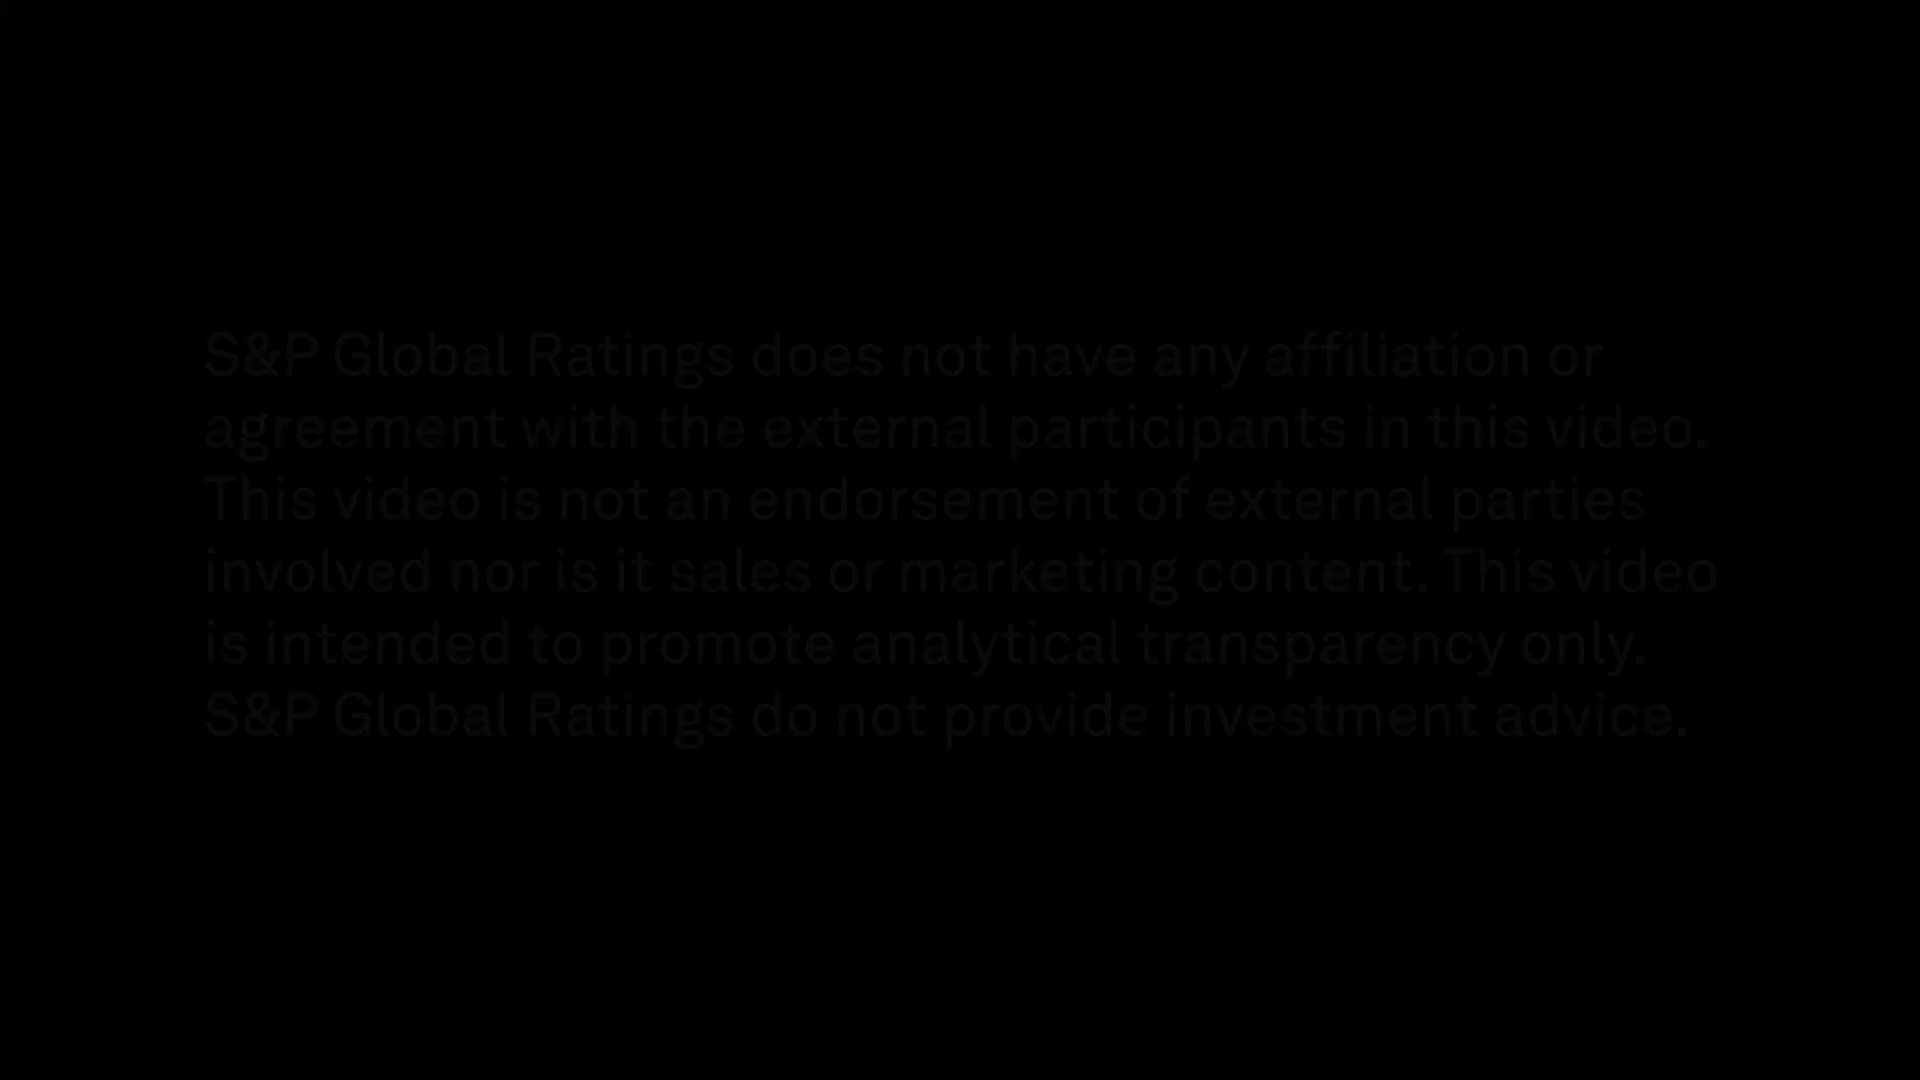 S&P Global Ratings does not have any affiliation or
agreement with the external participants in this video.
This video is not an endorsement of external parties
involved nor is it sales or marketing content. This video
is intended to promote analytical transparency only.
S&P Global Ratings do not provide investment advice.